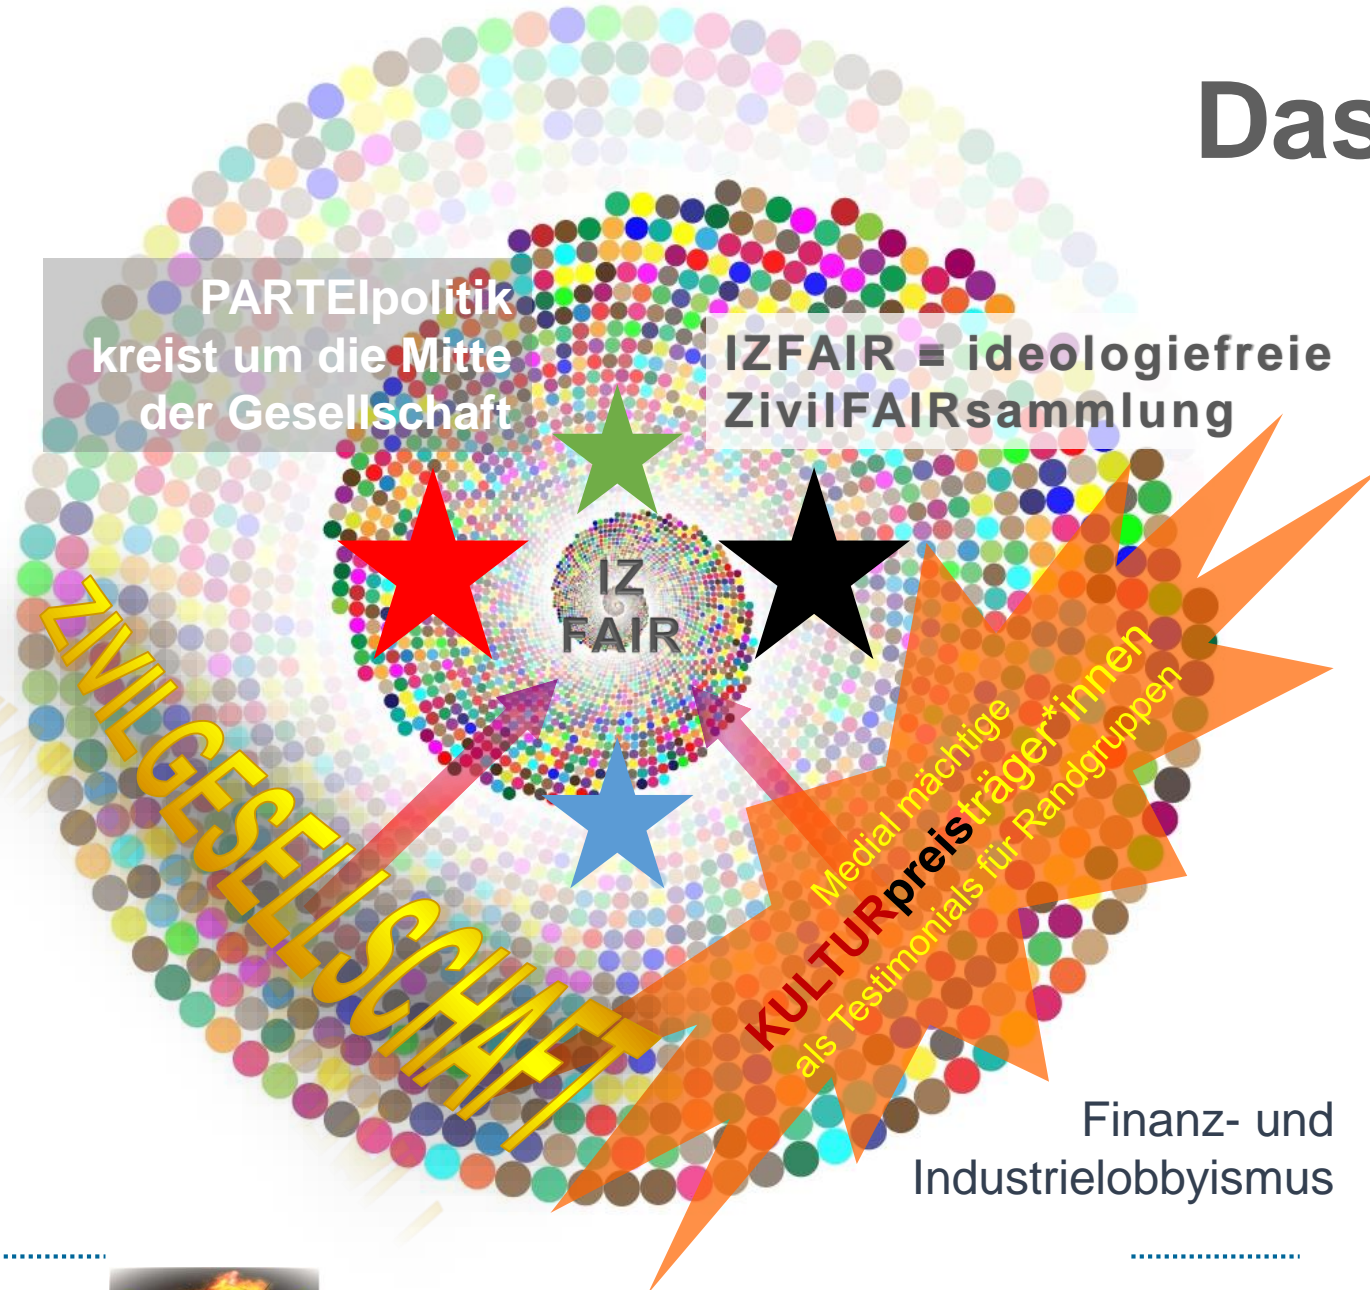 Das
PARTEIpolitik
kreist um die Mitte
der Gesellschaft
IZFAIR = ideologiefreie
ZivilFAIRsammlung
IZ
FAIR
ZIVILGESELLSCHAFT
Medial mächtige
KULTURpreisträger*innen
als Testimonials für Randgruppen
Finanz- und
Industrielobbyismus